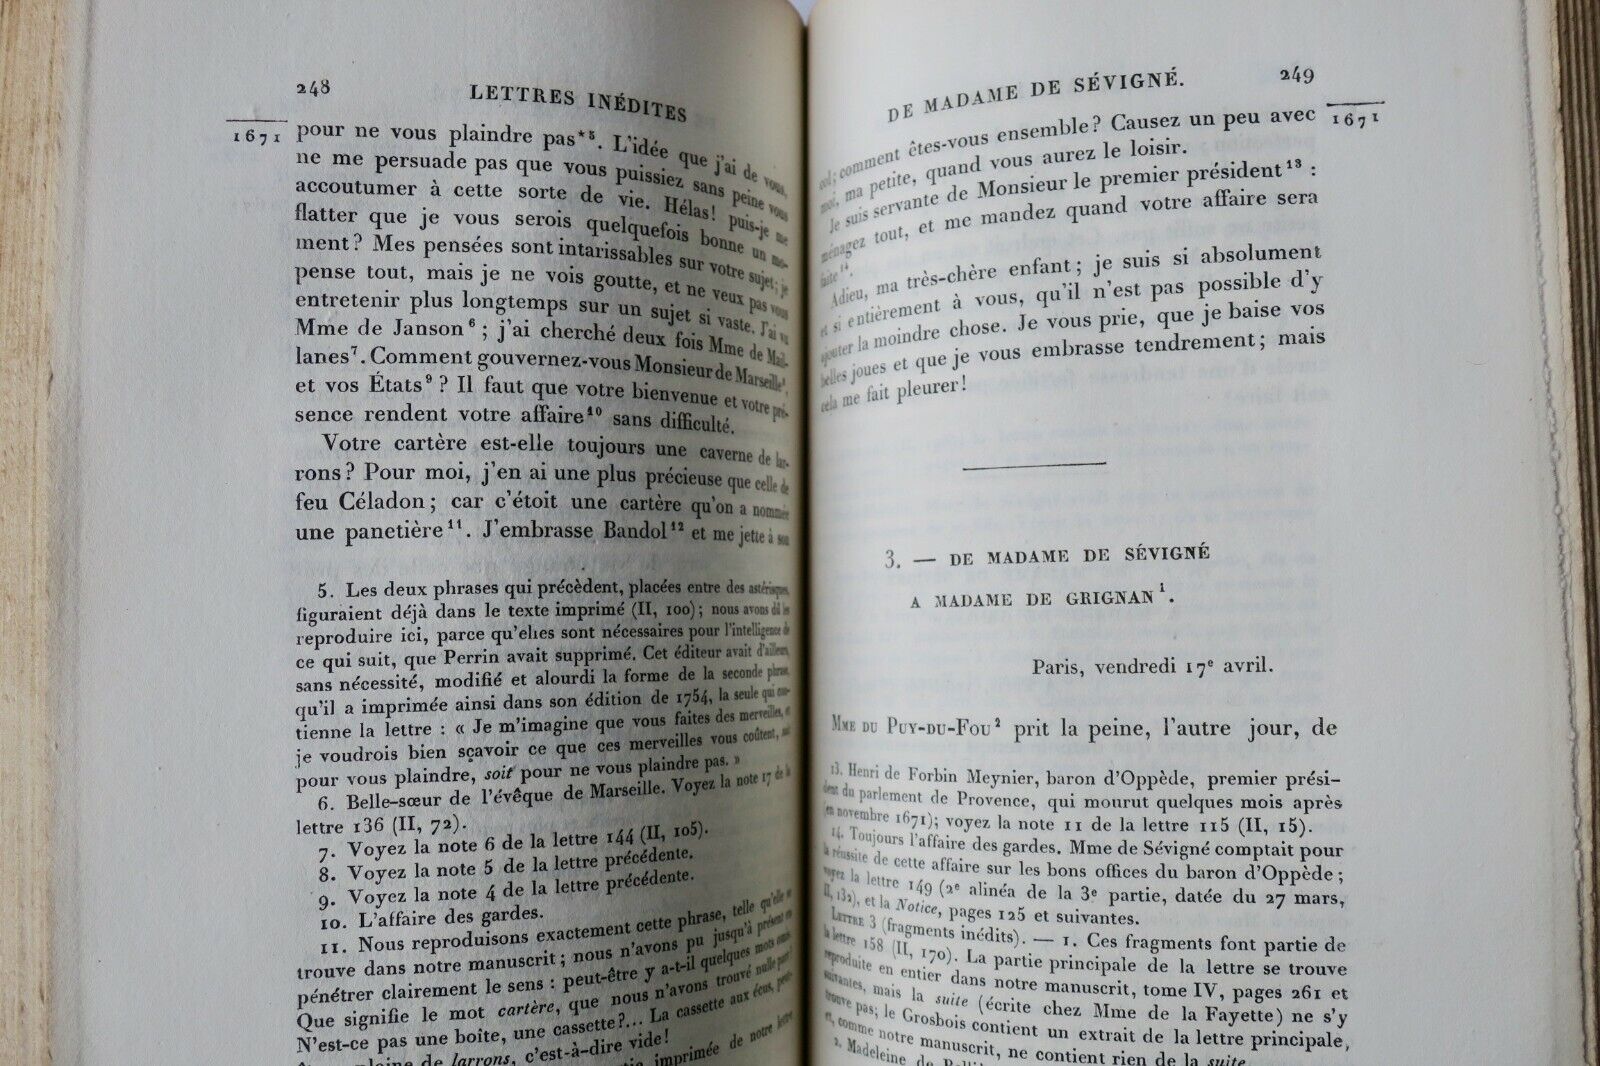 248
LETTRES INÉDITES
1671
pour ne vous plaindre pas*⁵. L'idée que j'ai de vous,
ne me persuade pas que vous puissiez sans peine vous
accoutumer à cette sorte de vie. Hélas! puis-je me
flatter que je vous serois quelquefois bonne un mo-
ment? Mes pensées sont intarissables sur votre sujet; je
pense tout, mais je ne vois goutte, et ne veux pas vous
entretenir plus longtemps sur un sujet si vaste. J'ai vu
Mme de Janson⁶; j'ai cherché deux fois Mme de Mail-
lanes⁷. Comment gouvernez-vous Monsieur de Marseille⁸,
et vos États⁹? Il faut que votre bienvenue et votre pré-
sence rendent votre affaire¹⁰ sans difficulté.
Votre cartère est-elle toujours une caverne de lar-
rons? Pour moi, j'en ai une plus précieuse que celle de
feu Céladon; car c'étoit une cartère qu'on a nommée
une panetière¹¹. J'embrasse Bandol¹² et me jette à son
5. Les deux phrases qui précèdent, placées entre des astérisques,
figuraient déjà dans le texte imprimé (II, 100); nous avons dû les
reproduire ici, parce qu'elles sont nécessaires pour l'intelligence de
ce qui suit, que Perrin avait supprimé. Cet éditeur avait d'ailleurs,
sans nécessité, modifié et alourdi la forme de la seconde phrase,
qu'il a imprimée ainsi dans son édition de 1754, la seule qui con-
tienne la lettre : « Je m'imagine que vous faites des merveilles, et
je voudrois bien sçavoir ce que ces merveilles vous coûtent, soit
pour vous plaindre, soit pour ne vous plaindre pas. »
6. Belle-sœur de l'évêque de Marseille. Voyez la note 17 de la
lettre 136 (II, 72).
7. Voyez la note 6 de la lettre 144 (II, 105).
8. Voyez la note 5 de la lettre précédente.
9. Voyez la note 4 de la lettre précédente.
10. L'affaire des gardes.
11. Nous reproduisons exactement cette phrase, telle qu'elle se
trouve dans notre manuscrit; nous n'avons pu jusqu'à présent en
pénétrer clairement le sens : peut-être y a-t-il quelques mots omis.
Que signifie le mot cartère, que nous n'avons trouvé nulle part?
N'est-ce pas une boîte, une cassette?... La cassette aux écus,
pleine de larrons, c'est-à-dire vide!
imprimée de notre lettre
DE MADAME DE SÉVIGNÉ.
249
1671
col; comment êtes-vous ensemble? Causez un peu avec
moi, ma petite, quand vous aurez le loisir.
Je suis servante de Monsieur le premier président¹³ :
ménagez tout, et me mandez quand votre affaire sera
faite¹⁴.
Adieu, ma très-chère enfant; je suis si absolument
et si entièrement à vous, qu'il n'est pas possible d'y
ajouter la moindre chose. Je vous prie, que je baise vos
belles joues et que je vous embrasse tendrement; mais
cela me fait pleurer!
3. — DE MADAME DE SÉVIGNÉ
A MADAME DE GRIGNAN¹.
Paris, vendredi 17e avril.
MME DU PUY-DU-FOU² prit la peine, l'autre jour, de
13. Henri de Forbin Meynier, baron d'Oppède, premier prési-
dent du parlement de Provence, qui mourut quelques mois après
(en novembre 1671); voyez la note 11 de la lettre 115 (II, 15).
14. Toujours l'affaire des gardes. Mme de Sévigné comptait pour
la réussite de cette affaire sur les bons offices du baron d'Oppède;
voyez la lettre 149 (2e alinéa de la 3e partie, datée du 27 mars,
II, 132), et la Notice, pages 125 et suivantes.
LETTRE 3 (fragments inédits). — 1. Ces fragments font partie de
la lettre 158 (II, 170). La partie principale de la lettre se trouve
reproduite en entier dans notre manuscrit, tome IV, pages 261 et
suivantes, mais la suite (écrite chez Mme de la Fayette) ne s'y
trouve pas; le Grosbois contient un extrait de la lettre principale,
et, comme notre manuscrit, ne contient rien de la suite.
2. Madeleine de